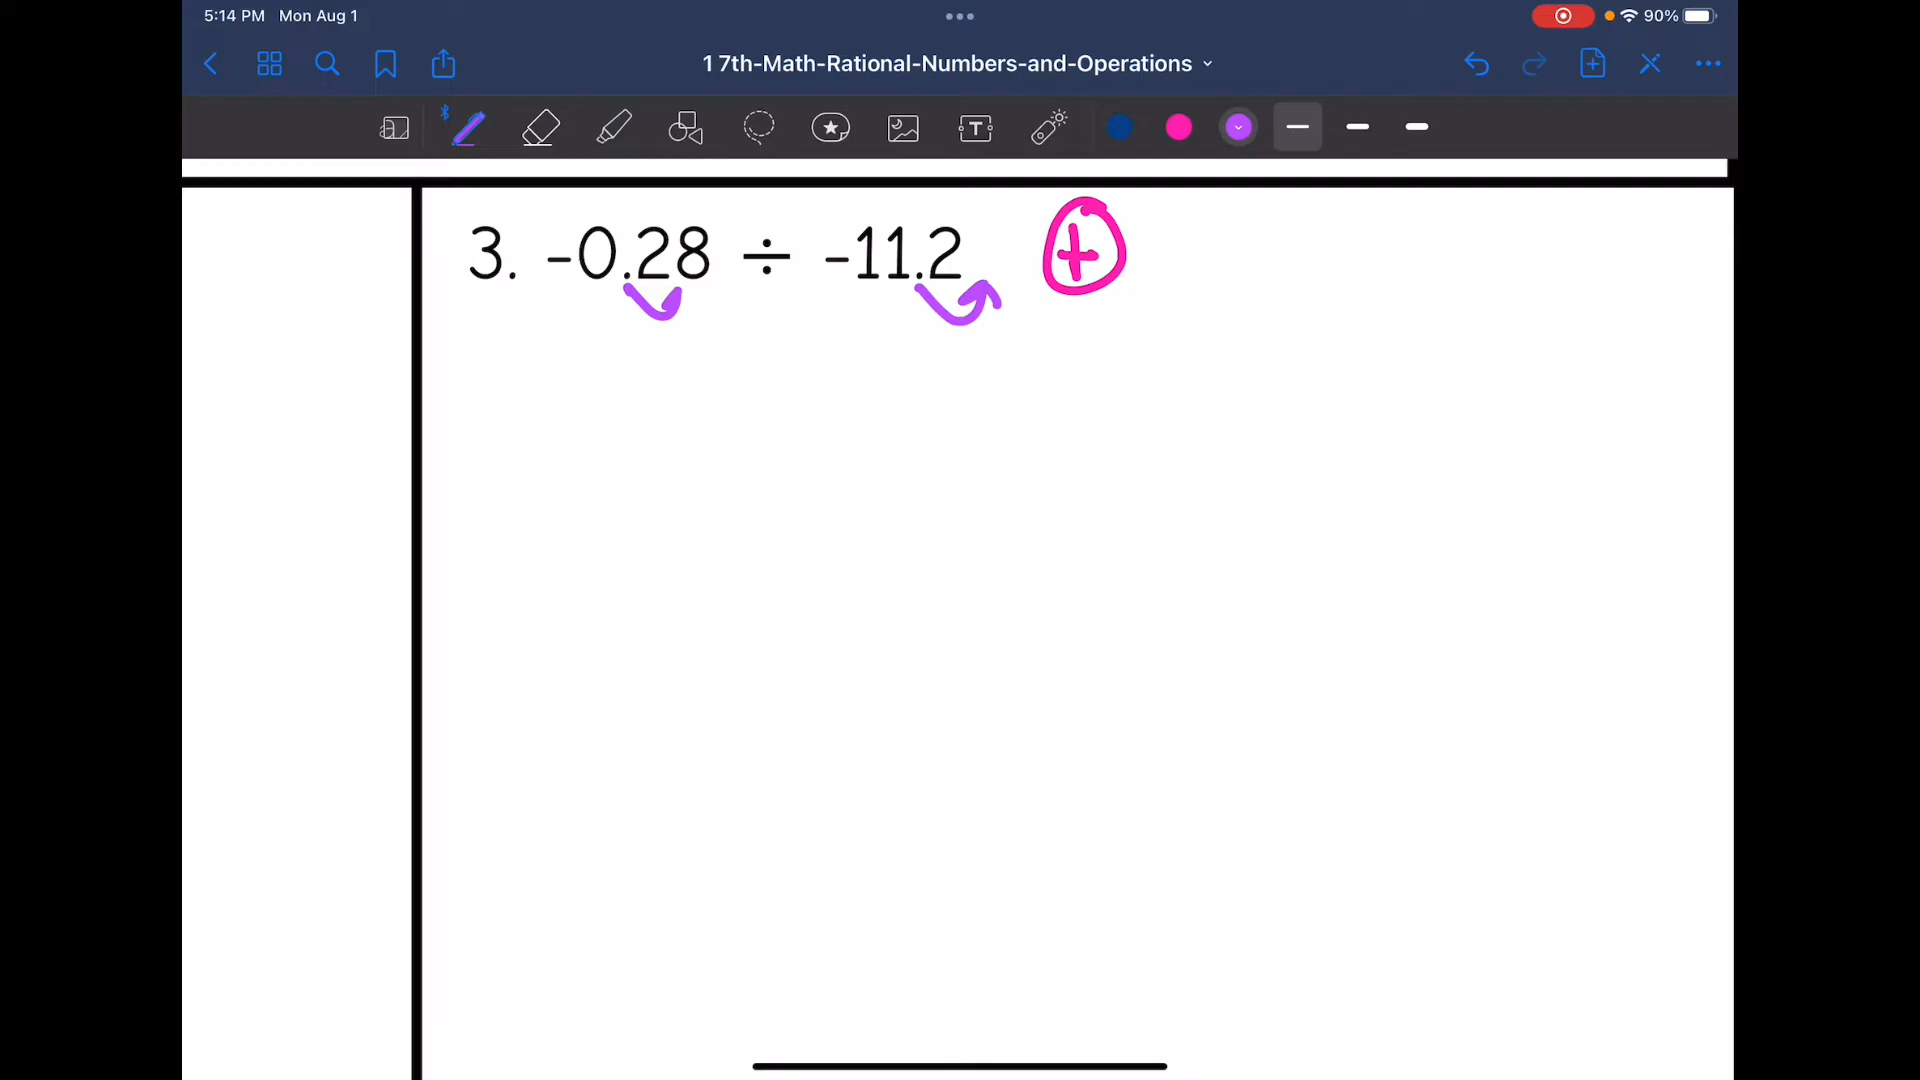 5:14 PM Mon Aug 1
90%
1 7th-Math-Rational-Numbers-and-Operations
T
3. -0.28 ÷ -11.2 +